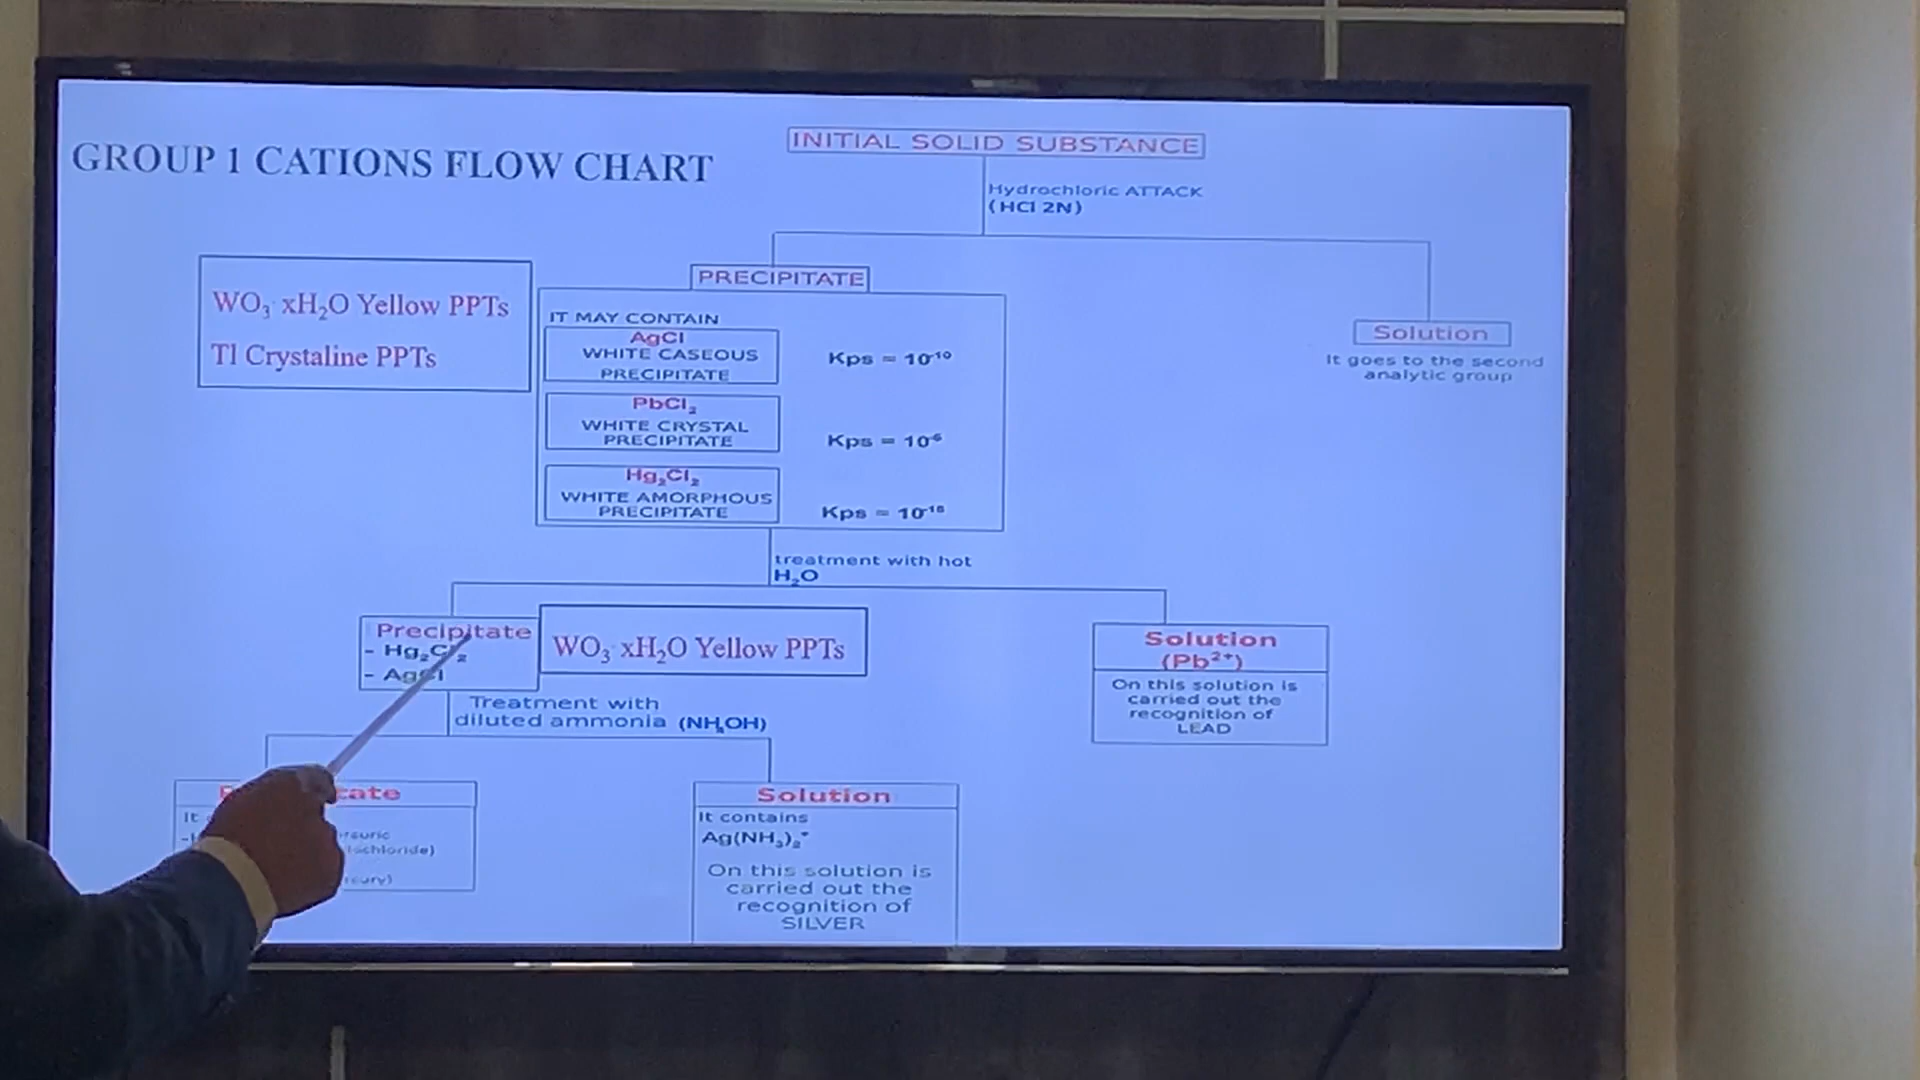 GROUP 1 CATIONS FLOW CHART
INITIAL SOLID SUBSTANCE
Hydrochloric ATTACK
(HCl 2N)
WO₃ xH₂O Yellow PPTs
Tl Crystaline PPTs
PRECIPITATE
IT MAY CONTAIN
AgCl
WHITE CASEOUS
PRECIPITATE
Kps = 10⁻¹⁰
PbCl₂
WHITE CRYSTAL
PRECIPITATE
Kps = 10⁻⁶
Hg₂Cl₂
WHITE AMORPHOUS
PRECIPITATE
Kps = 10⁻¹⁸
Solution
It goes to the second
analytic group
treatment with hot
H₂O
Precipitate
- Hg₂Cl₂
- AgCl
WO₃ xH₂O Yellow PPTs
Solution
(Pb²⁺)
On this solution is
carried out the
recognition of
LEAD
Treatment with
diluted ammonia (NH₄OH)
It
Solution
It contains
Ag(NH₃)₂⁺
On this solution is
carried out the
recognition of
SILVER